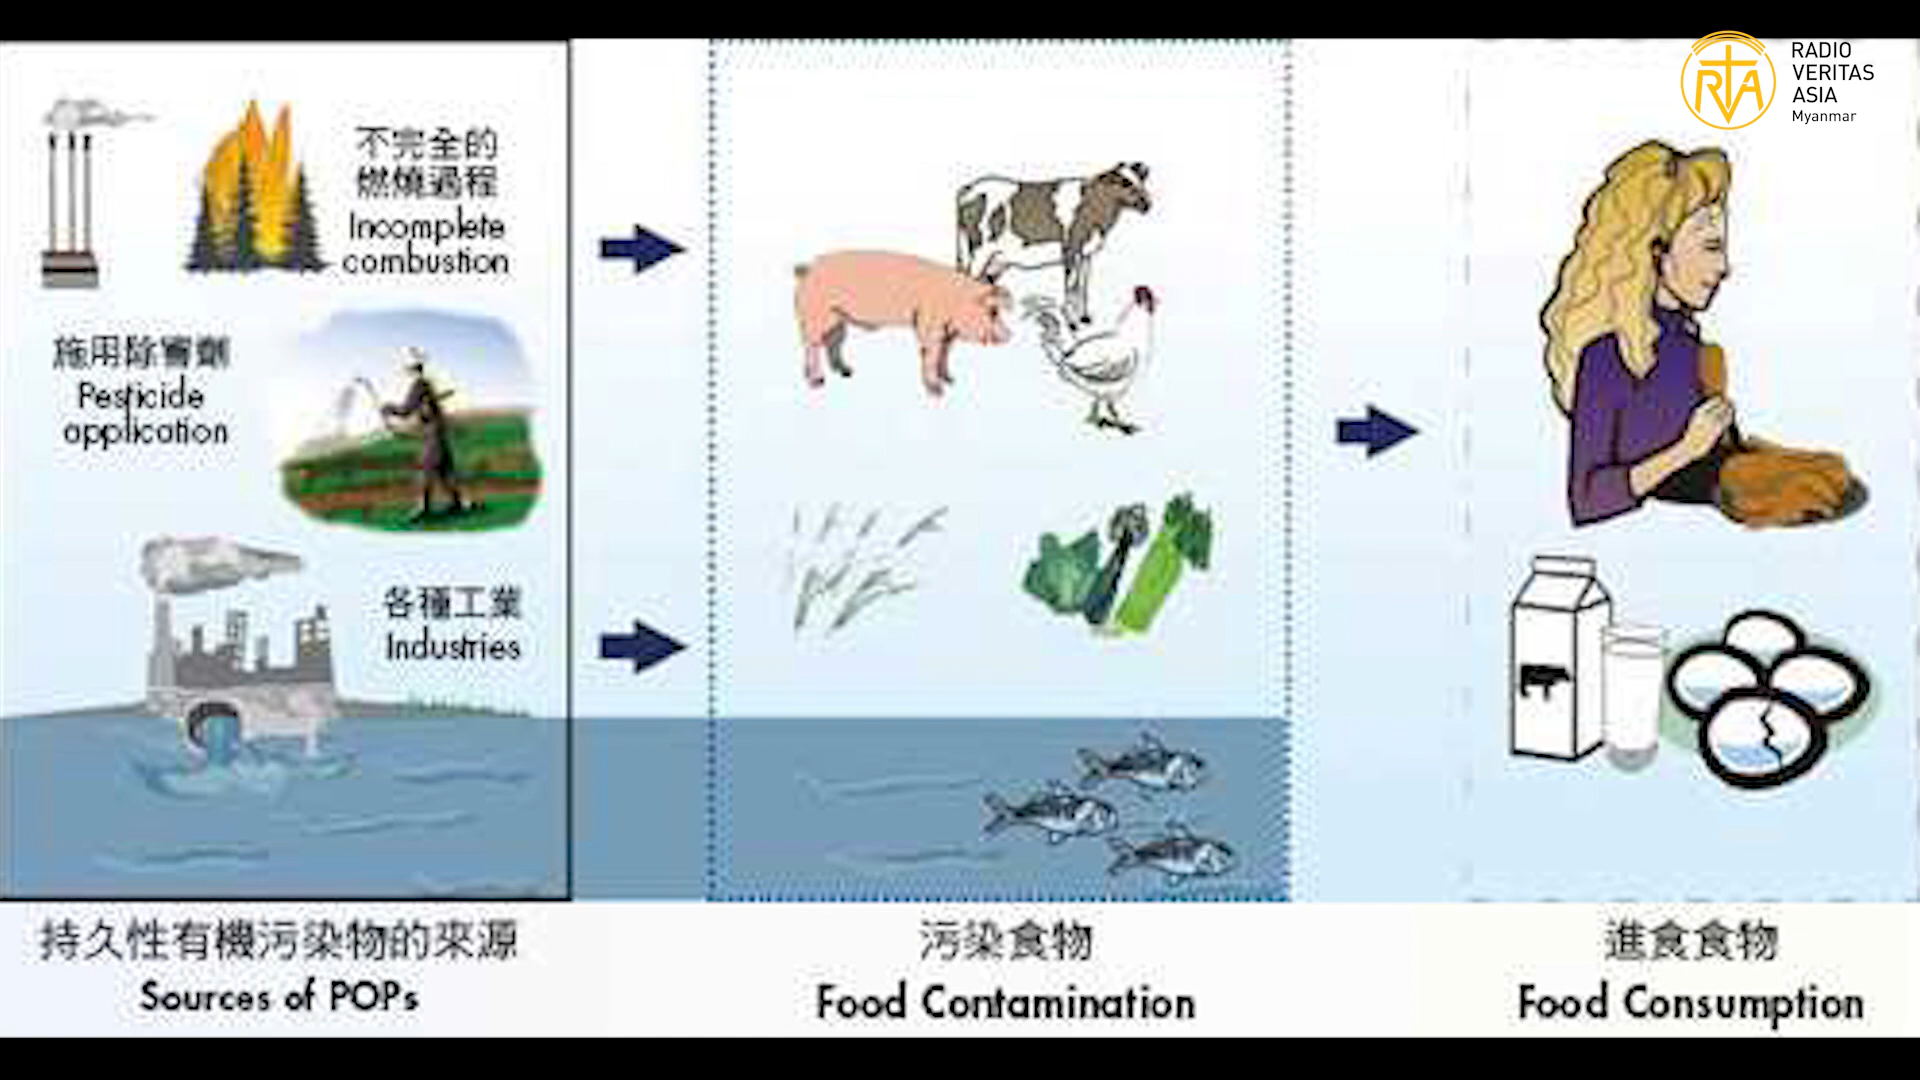 RADIO
VERITAS
ASIA
Myanmar
不完全的
燃燒過程
Incomplete
combustion
施用除害劑
Pesticide
application
各種工業
Industries
持久性有機污染物的來源
Sources of POPs
污染食物
Food Contamination
進食食物
Food Consumption